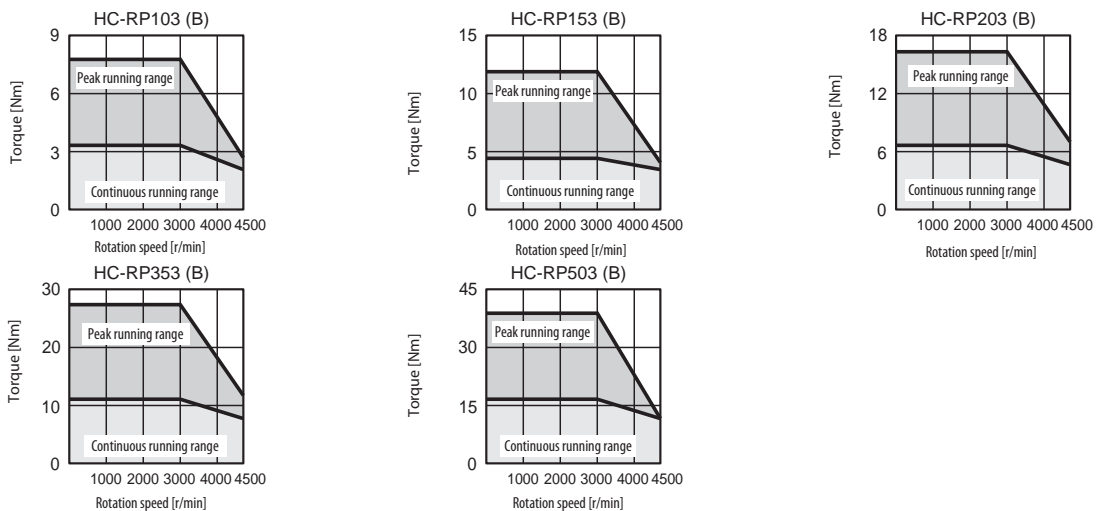 HC-RP103 (B)
9
6
3
0
Torque [Nm]
Peak running range
Continuous running range
1000 2000 3000 4000 4500
Rotation speed [r/min]
HC-RP153 (B)
15
10
5
0
Torque [Nm]
Peak running range
Continuous running range
1000 2000 3000 4000 4500
Rotation speed [r/min]
HC-RP203 (B)
18
12
6
0
Torque [Nm]
Peak running range
Continuous running range
1000 2000 3000 4000 4500
Rotation speed [r/min]
HC-RP353 (B)
30
20
10
0
Torque [Nm]
Peak running range
Continuous running range
1000 2000 3000 4000 4500
Rotation speed [r/min]
HC-RP503 (B)
45
30
15
0
Torque [Nm]
Peak running range
Continuous running range
1000 2000 3000 4000 4500
Rotation speed [r/min]